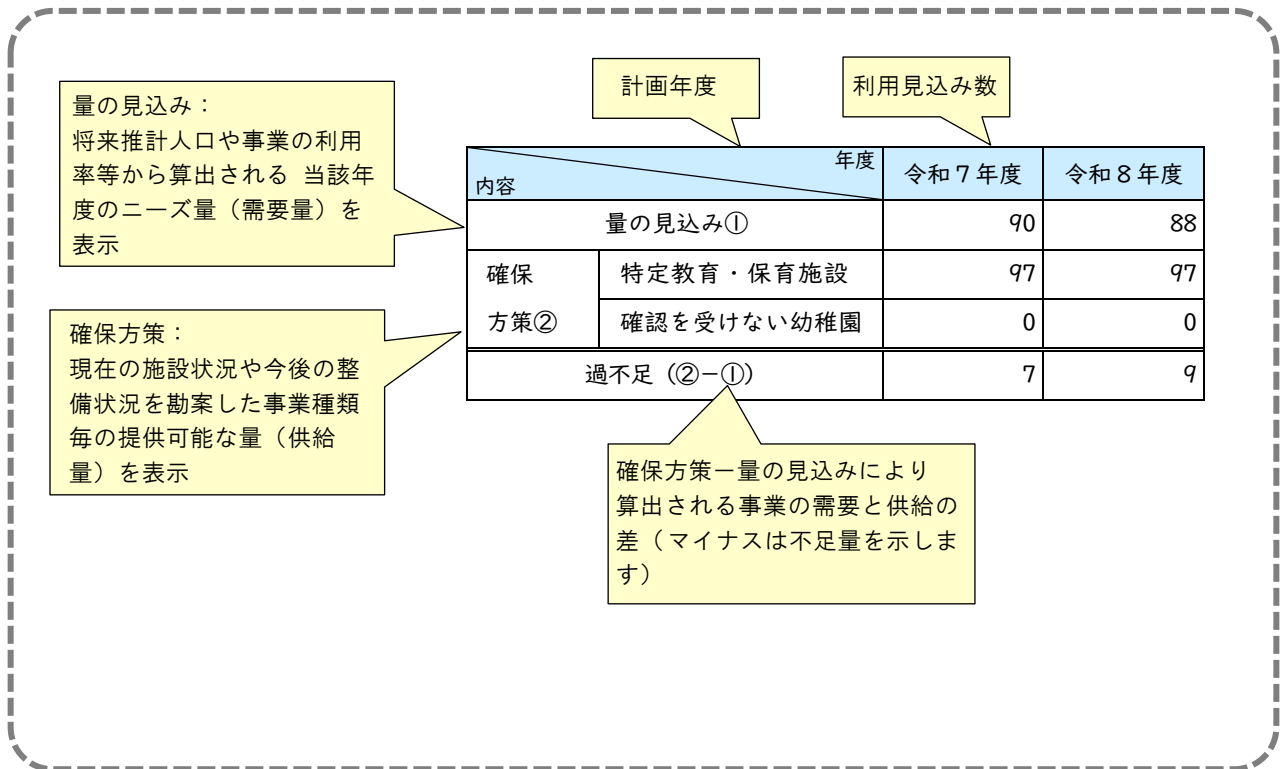 計画年度
利用見込み数
量の見込み：
将来推計人口や事業の利用
率等から算出される 当該年
度のニーズ量（需要量）を
表示
年度
内容
令和７年度
令和８年度
量の見込み①
90
88
確保
方策②
特定教育・保育施設
97
97
確認を受けない幼稚園
0
0
過不足（②－①）
7
9
確保方策：
現在の施設状況や今後の整
備状況を勘案した事業種類
毎の提供可能な量（供給
量）を表示
確保方策－量の見込みにより
算出される事業の需要と供給の
差（マイナスは不足量を示しま
す）